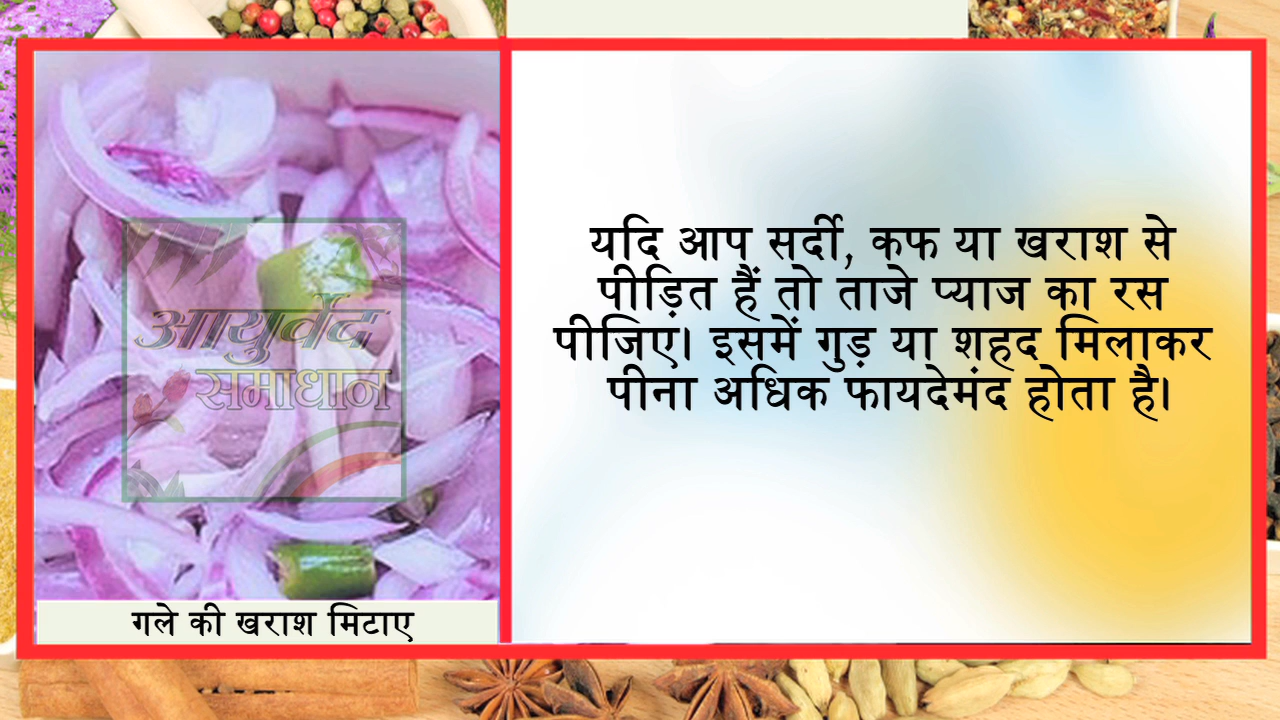 यदि आप सर्दी, कफ या खराश से
पीड़ित हैं तो ताजे प्याज का रस
पीजिए। इसमें गुड़ या शहद मिलाकर
पीना अधिक फायदेमंद होता है।
आयुर्वेद
समाधान
गले की खराश मिटाए